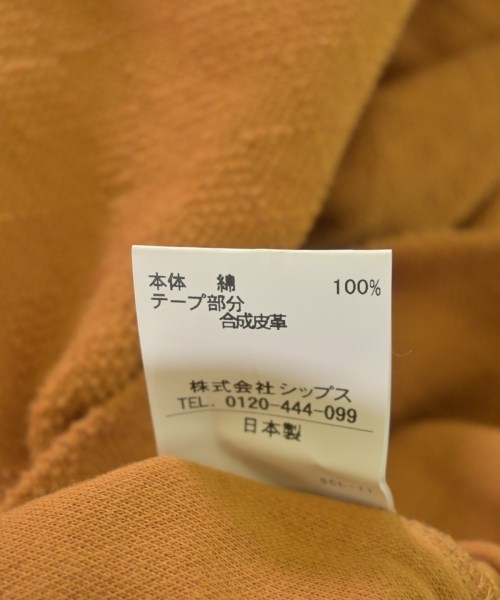 本体 綿 100%
テープ部分
合成皮革
株式会社シップス
TEL. 0120-444-099
日本製